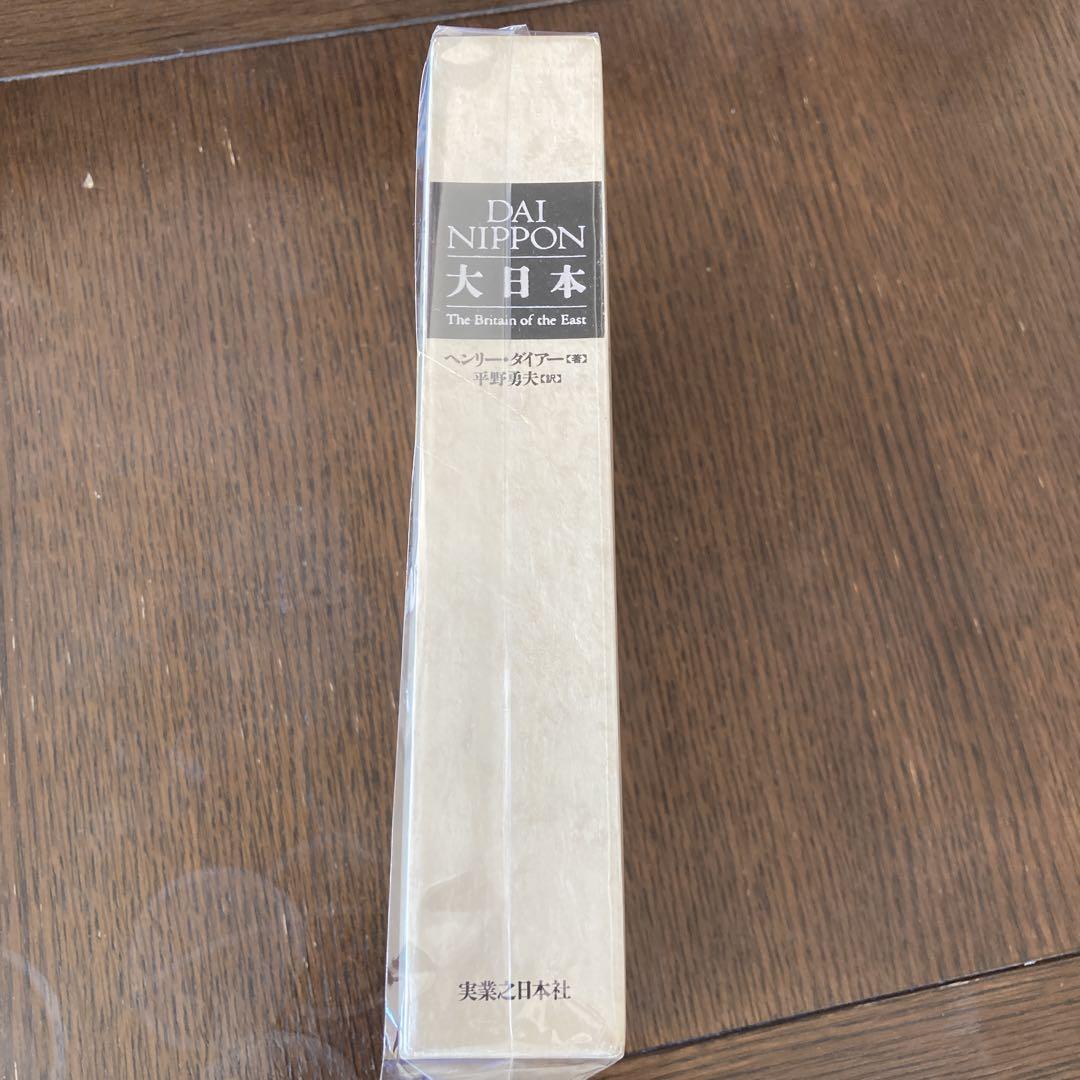 DAI
NIPPON
大日本
The Britain of the East
ヘンリー・ダイアー【著】
平野勇夫【訳】
実業之日本社